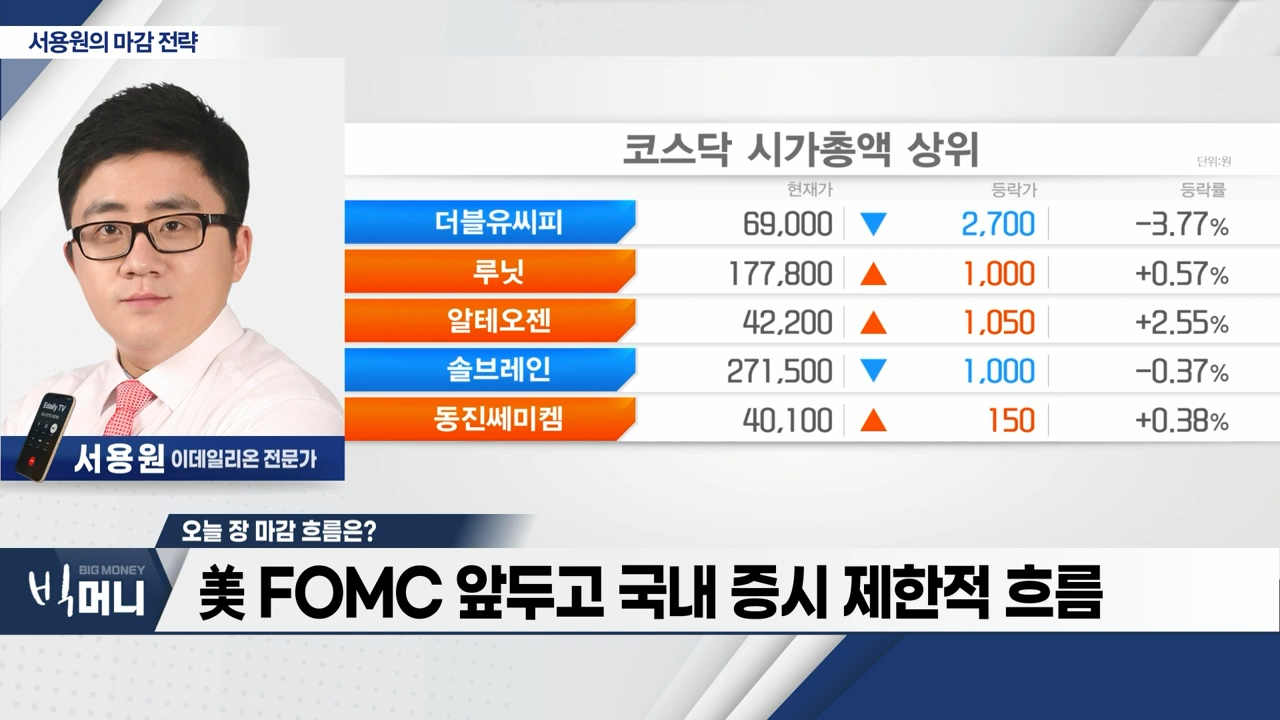 서용원의 마감 전략
코스닥 시가총액 상위
단위:원
현재가 등락가 등락률
더블유씨피 69,000 ▼ 2,700 -3.77%
루닛 177,800 ▲ 1,000 +0.57%
알테오젠 42,200 ▲ 1,050 +2.55%
솔브레인 271,500 ▼ 1,000 -0.37%
동진쎄미켐 40,100 ▲ 150 +0.38%
Edaily TV
서용원 이데일리온 전문가
오늘 장 마감 흐름은?
BIG MONEY
빅머니
美 FOMC 앞두고 국내 증시 제한적 흐름